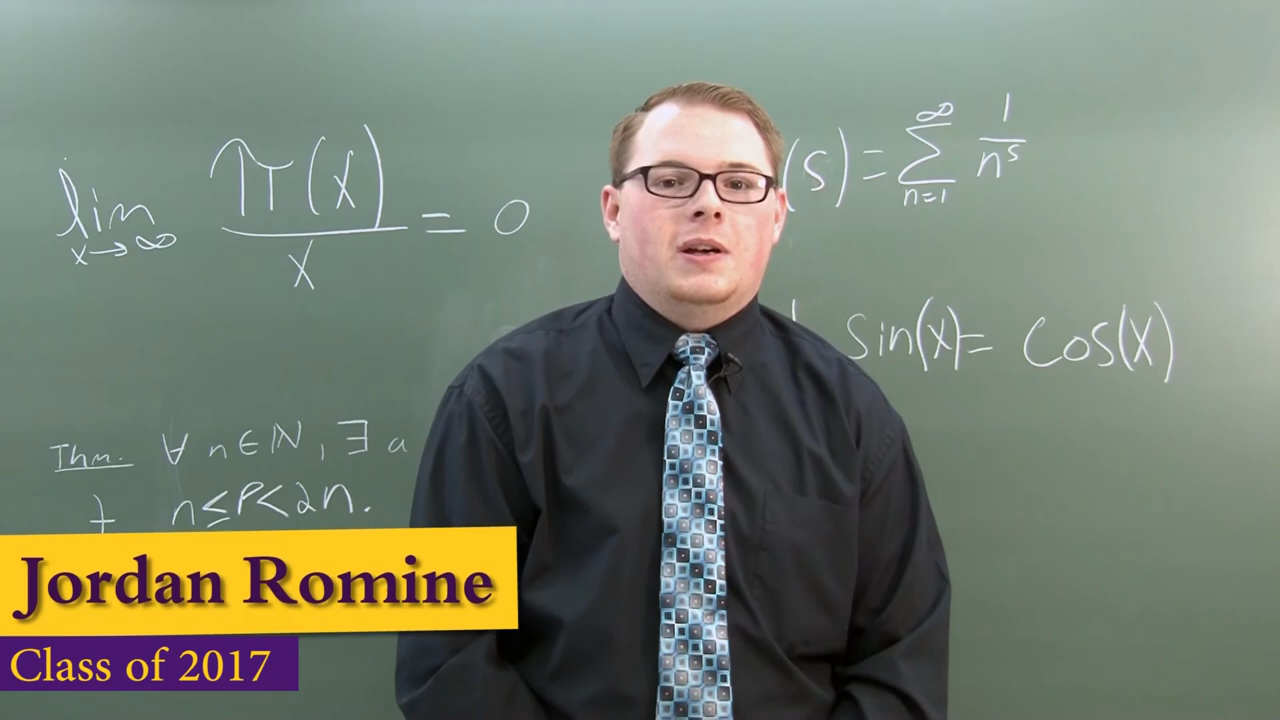 lim x→∞ π(x)/x = 0
(s) = ∑ n=1 ∞ 1/n^s
sin(x) = cos(x)
Thm. ∀ n∈ℕ, ∃ a
n≤P<2n.
Jordan Romine
Class of 2017